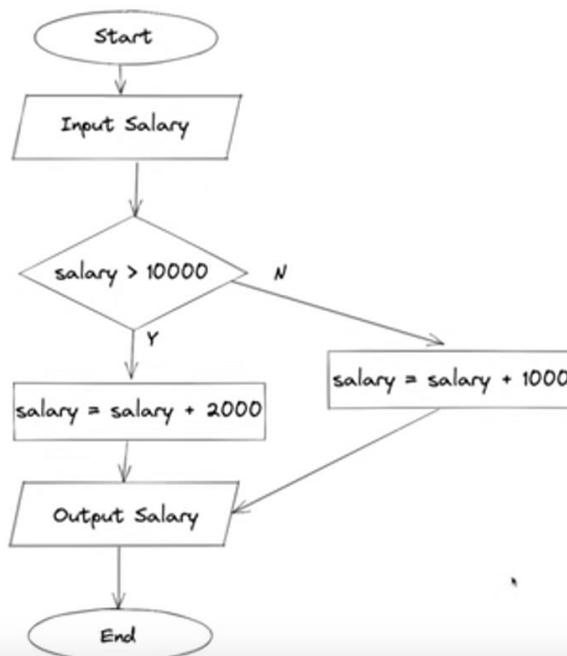 Start
Input Salary
salary > 10000
N
Y
salary = salary + 1000
salary = salary + 2000
Output Salary
End